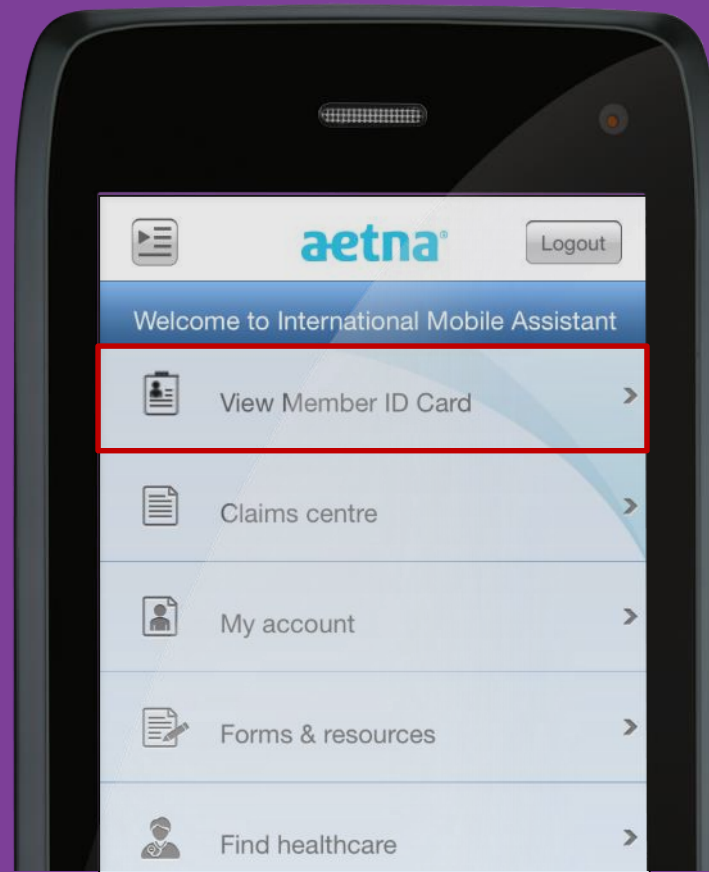 aetna®
Logout
Welcome to International Mobile Assistant
View Member ID Card
Claims centre
My account
Forms & resources
Find healthcare